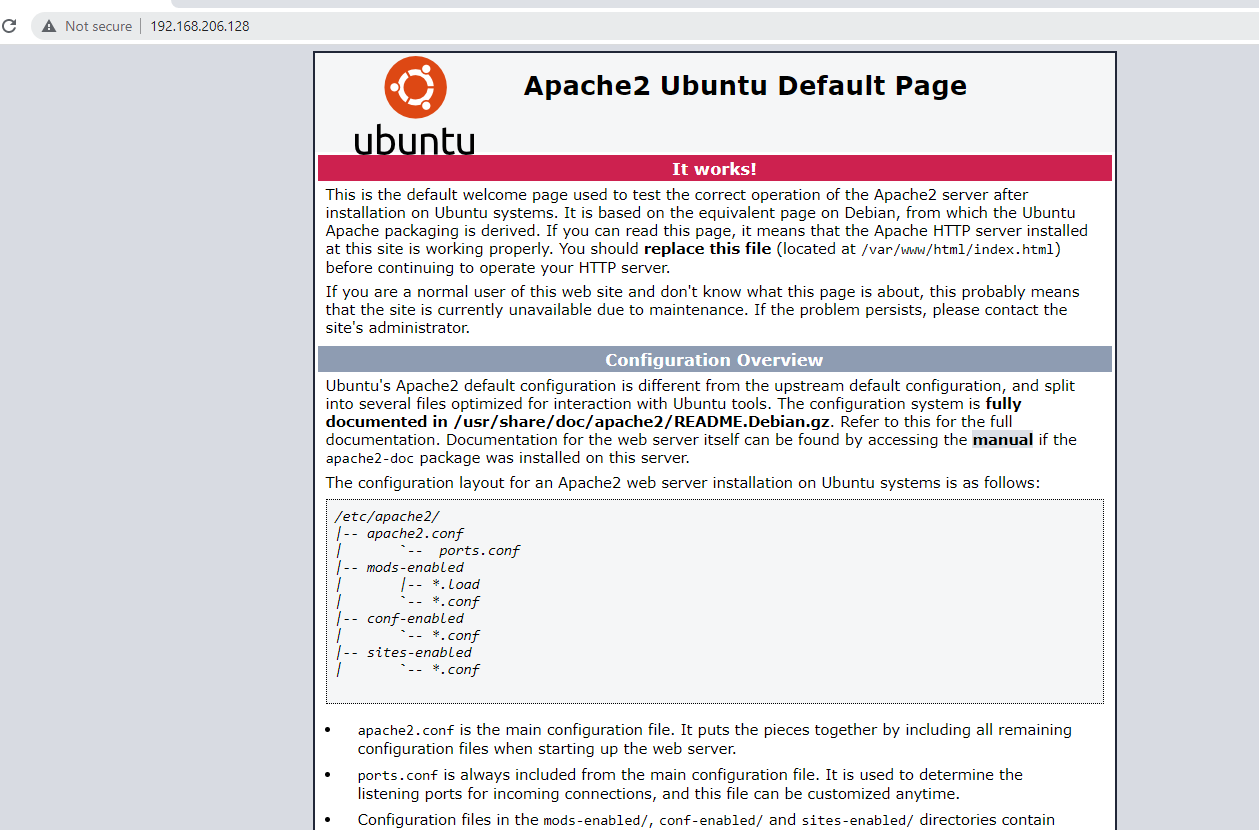 Not secure 192.168.206.128
Apache2 Ubuntu Default Page
ubuntu
It works!
This is the default welcome page used to test the correct operation of the Apache2 server after
installation on Ubuntu systems. It is based on the equivalent page on Debian, from which the Ubuntu
Apache packaging is derived. If you can read this page, it means that the Apache HTTP server installed
at this site is working properly. You should replace this file (located at /var/www/html/index.html)
before continuing to operate your HTTP server.
If you are a normal user of this web site and don't know what this page is about, this probably means
that the site is currently unavailable due to maintenance. If the problem persists, please contact the
site's administrator.
Configuration Overview
Ubuntu's Apache2 default configuration is different from the upstream default configuration, and split
into several files optimized for interaction with Ubuntu tools. The configuration system is fully
documented in /usr/share/doc/apache2/README.Debian.gz. Refer to this for the full
documentation. Documentation for the web server itself can be found by accessing the manual if the
apache2-doc package was installed on this server.
The configuration layout for an Apache2 web server installation on Ubuntu systems is as follows:
/etc/apache2/
|-- apache2.conf
|       `--  ports.conf
|-- mods-enabled
|       |-- *.load
|       `-- *.conf
|-- conf-enabled
|       `-- *.conf
|-- sites-enabled
|       `-- *.conf
• apache2.conf is the main configuration file. It puts the pieces together by including all remaining
configuration files when starting up the web server.
• ports.conf is always included from the main configuration file. It is used to determine the
listening ports for incoming connections, and this file can be customized anytime.
• Configuration files in the mods-enabled/, conf-enabled/ and sites-enabled/ directories contain